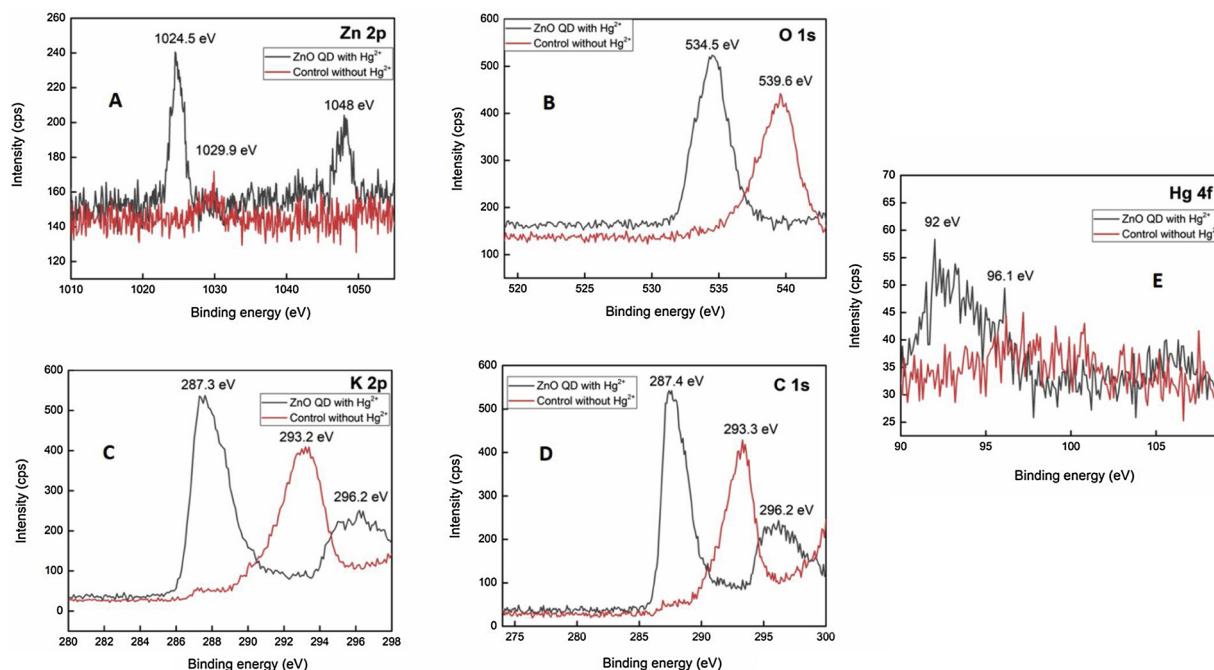 Zn 2p
1024.5 eV
ZnO QD with Hg²⁺
Control without Hg²⁺
A
1048 eV
1029.9 eV
280
260
240
220
200
180
160
140
120
1010
1020
1030
1040
1050
Intensity (cps)
Binding energy (eV)
O 1s
ZnO QD with Hg²⁺
Control without Hg²⁺
534.5 eV
539.6 eV
B
600
500
400
300
200
100
520
525
530
535
540
Intensity (cps)
Binding energy (eV)
Hg 4f
ZnO QD with Hg²⁺
Control without Hg²
92 eV
96.1 eV
E
70
65
60
55
50
45
40
35
30
25
90
95
100
105
Intensity (cps)
Binding energy (eV)
K 2p
287.3 eV
ZnO QD with Hg²⁺
Control without Hg²⁺
293.2 eV
C
296.2 eV
600
500
400
300
200
100
0
280
282
284
286
288
290
292
294
296
298
Intensity (cps)
Binding energy (eV)
C 1s
ZnO QD with Hg²⁺
Control without Hg²⁺
287.4 eV
293.3 eV
D
296.2 eV
600
500
400
300
200
100
0
275
280
285
290
295
300
Intensity (cps)
Binding energy (eV)